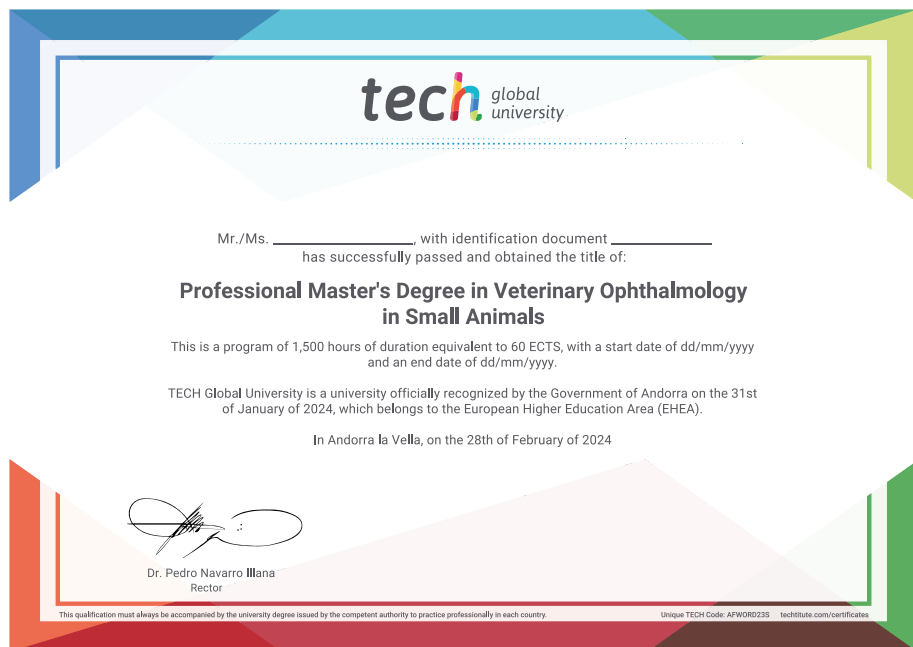 tech global
university
Mr./Ms. ____________, with identification document ____________
has successfully passed and obtained the title of:
Professional Master's Degree in Veterinary Ophthalmology
in Small Animals
This is a program of 1,500 hours of duration equivalent to 60 ECTS, with a start date of dd/mm/yyyy
and an end date of dd/mm/yyyy.
TECH Global University is a university officially recognized by the Government of Andorra on the 31st
of January of 2024, which belongs to the European Higher Education Area (EHEA).
In Andorra la Vella, on the 28th of February of 2024
Dr. Pedro Navarro Illana
Rector
This qualification must always be accompanied by the university degree issued by the competent authority to practice professionally in each country.
Unique TECH Code: AFWORD23S techtitute.com/certificates